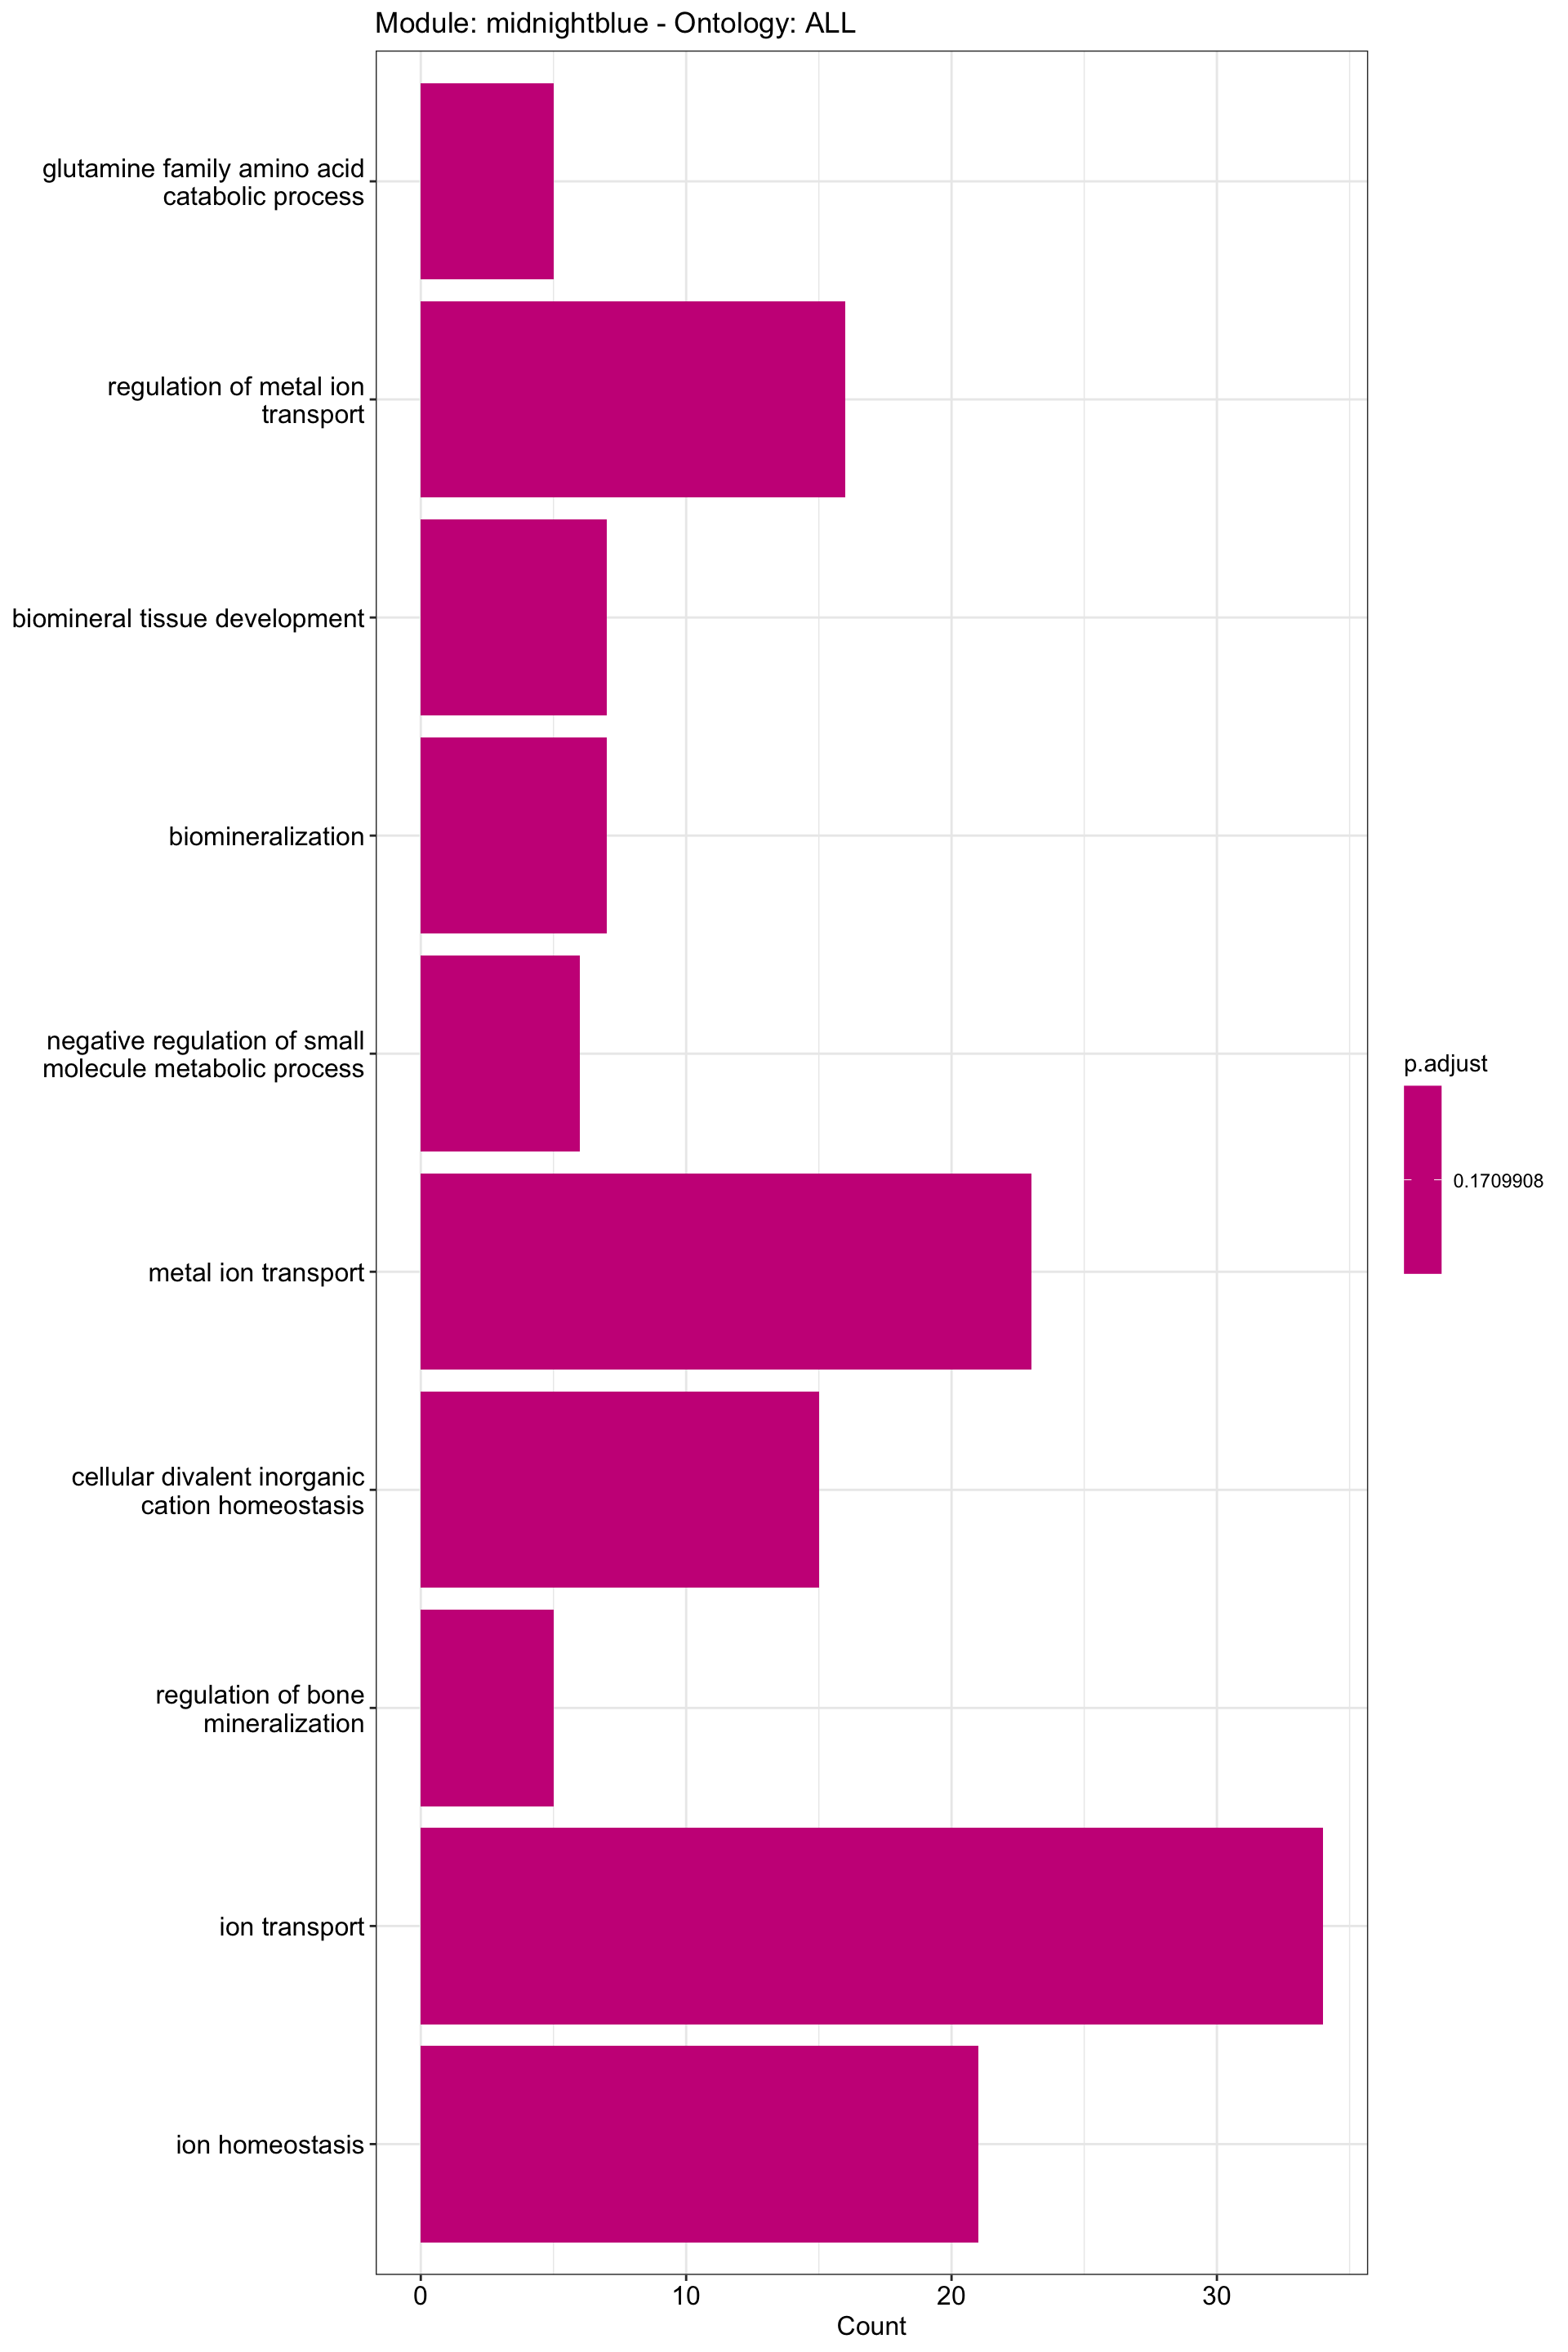 Module: midnightblue - Ontology: ALL
glutamine family amino acid
catabolic process
regulation of metal ion
transport
biomineral tissue development
biomineralization
negative regulation of small
molecule metabolic process
metal ion transport
cellular divalent inorganic
cation homeostasis
regulation of bone
mineralization
ion transport
ion homeostasis
0 10 20 30
Count
p.adjust
0.1709908